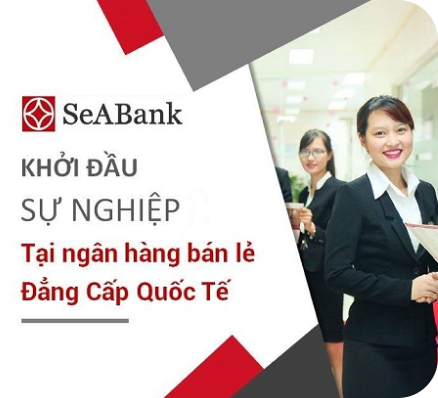 SeABank
KHỞI ĐẦU
SỰ NGHIỆP
Tại ngân hàng bán lẻ
Đẳng Cấp Quốc Tế